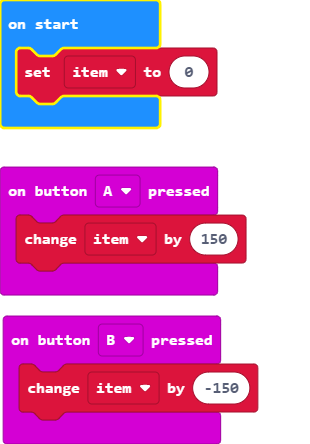 on start
set item to 0
on button A pressed
change item by 150
on button B pressed
change item by -150